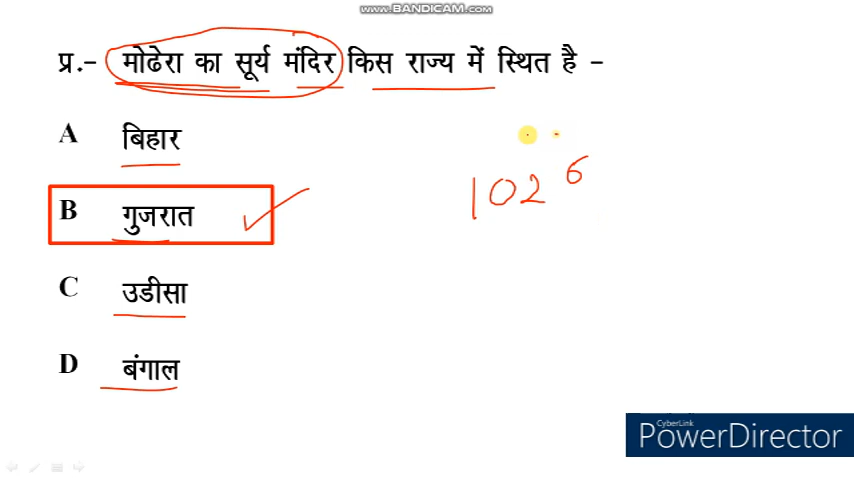 www.BANDICAM.com
प्र.- मोढेरा का सूर्य मंदिर किस राज्य में स्थित है -
A बिहार
B गुजरात
1026
C उडीसा
D बंगाल
CyberLink
PowerDirector